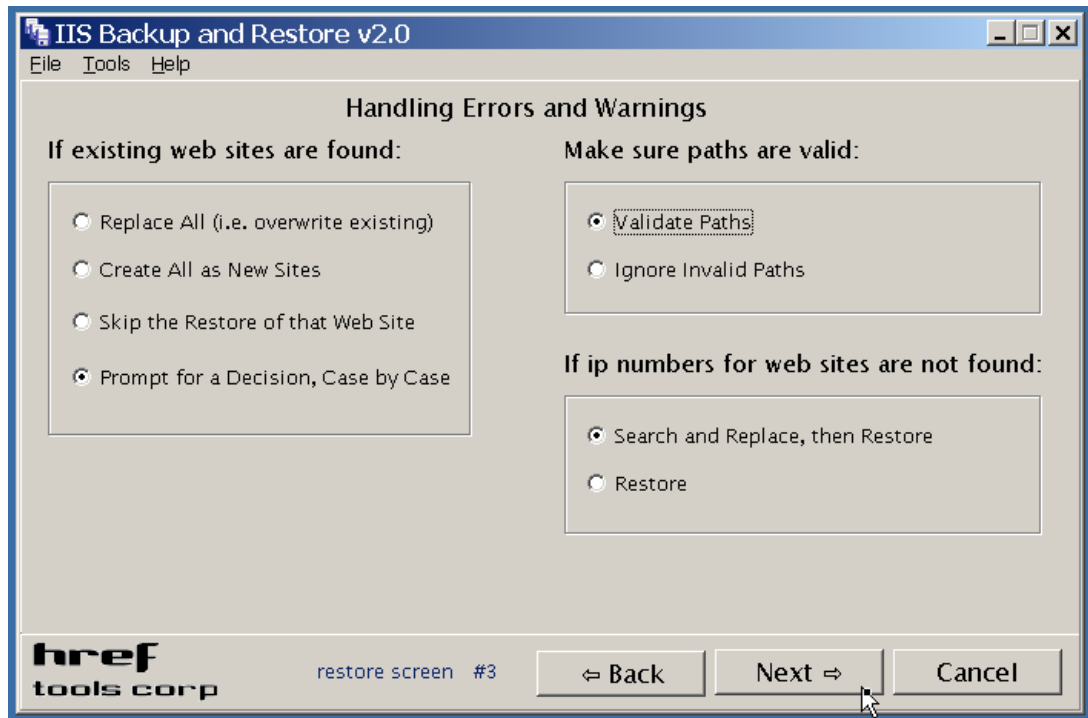 IIS Backup and Restore v2.0
File Tools Help
Handling Errors and Warnings
If existing web sites are found:
Replace All (i.e. overwrite existing)
Create All as New Sites
Skip the Restore of that Web Site
Prompt for a Decision, Case by Case
Make sure paths are valid:
Validate Paths
Ignore Invalid Paths
If ip numbers for web sites are not found:
Search and Replace, then Restore
Restore
href
tools corp
restore screen #3
⇦ Back
Next ⇨
Cancel